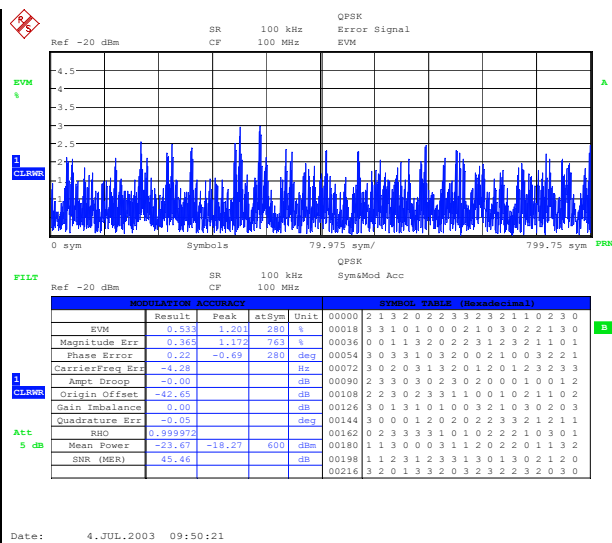 QPSK
SR 100 kHz Error Signal
Ref -20 dBm CF 100 MHz EVM
R S
4.5
EVM A
%
4
3.5
3
2.5
1 2
CLRWR 1.5
1
0 sym Symbols 79.975 sym/ 799.75 sym PRN
QPSK
FILT SR 100 kHz Sym&Mod Acc
Ref -20 dBm CF 100 MHz
MODULATION ACCURACY SYMBOL TABLE (Hexadecimal)
Result Peak atSym Unit 00000 2 1 3 2 0 2 2 3 3 2 3 2 1 1 0 2 3 0
EVM 0.533 1.201 280 % 00018 3 3 1 0 1 0 0 0 2 1 0 3 0 2 2 1 3 0 B
Magnitude Err 0.365 1.172 763 % 00036 0 0 1 1 3 2 0 2 2 3 1 2 3 2 1 1 0 1
Phase Error 0.22 -0.69 280 deg 00054 3 0 3 3 1 0 3 2 0 0 2 1 0 0 3 2 2 1
CarrierFreq Err -4.28 Hz 00072 3 0 2 0 3 1 3 2 0 1 2 0 1 2 3 2 3 3
1 Ampt Droop -0.00 dB 00090 2 3 3 0 3 0 2 2 0 2 0 0 0 0 1 0 0 1 2
CLRWR Origin Offset -42.65 dB 00108 2 2 3 0 2 3 3 1 1 0 0 1 0 2 1 1 0 2
Gain Imbalance 0.00 dB 00126 3 0 1 3 1 0 1 0 0 3 2 1 0 3 0 2 0 3
Quadrature Err -0.05 deg 00144 3 0 0 0 1 2 0 2 0 2 2 3 3 2 1 2 1 1
Att RHO 0.999972 00162 0 2 3 3 3 3 1 0 1 0 2 2 2 1 0 3 0 1
5 dB Mean Power -23.67 -18.27 600 dBm 00180 1 1 3 0 0 0 3 1 1 2 0 2 2 0 1 1 3 2
SNR (MER) 45.46 dB 00198 1 1 2 3 1 2 3 3 1 3 0 1 3 0 2 1 2 0
00216 3 2 0 1 3 3 2 0 3 2 3 2 2 3 2 0 3 0
Date: 4.JUL.2003 09:50:21